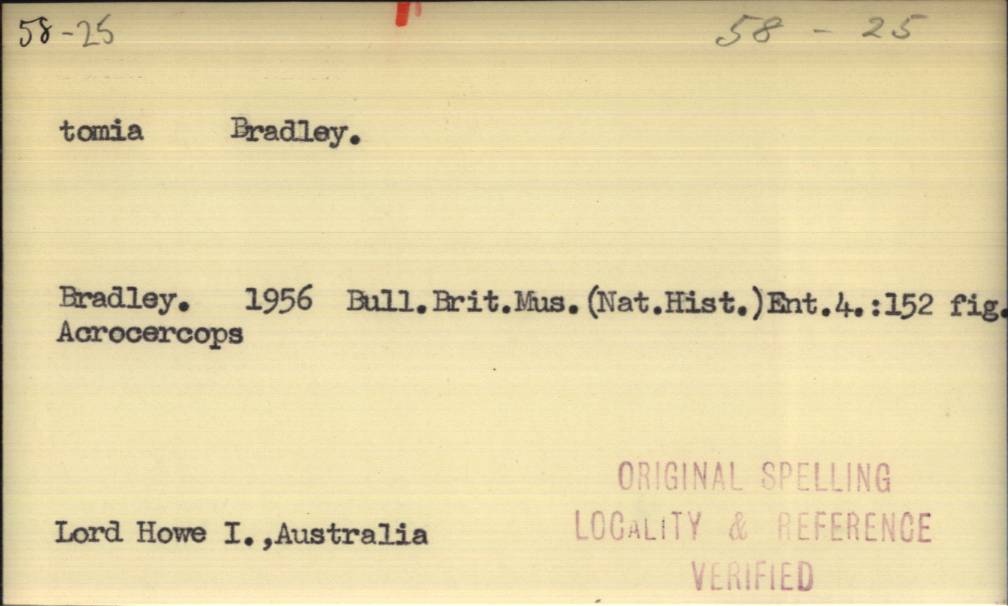 58-25 58 - 25
tomia Bradley.
Bradley. 1956 Bull.Brit.Mus.(Nat.Hist.)Ent.4.:152 fig.
Acrocercops
ORIGINAL SPELLING
Lord Howe I.,Australia LOCALITY & REFERENCE
VERIFIED